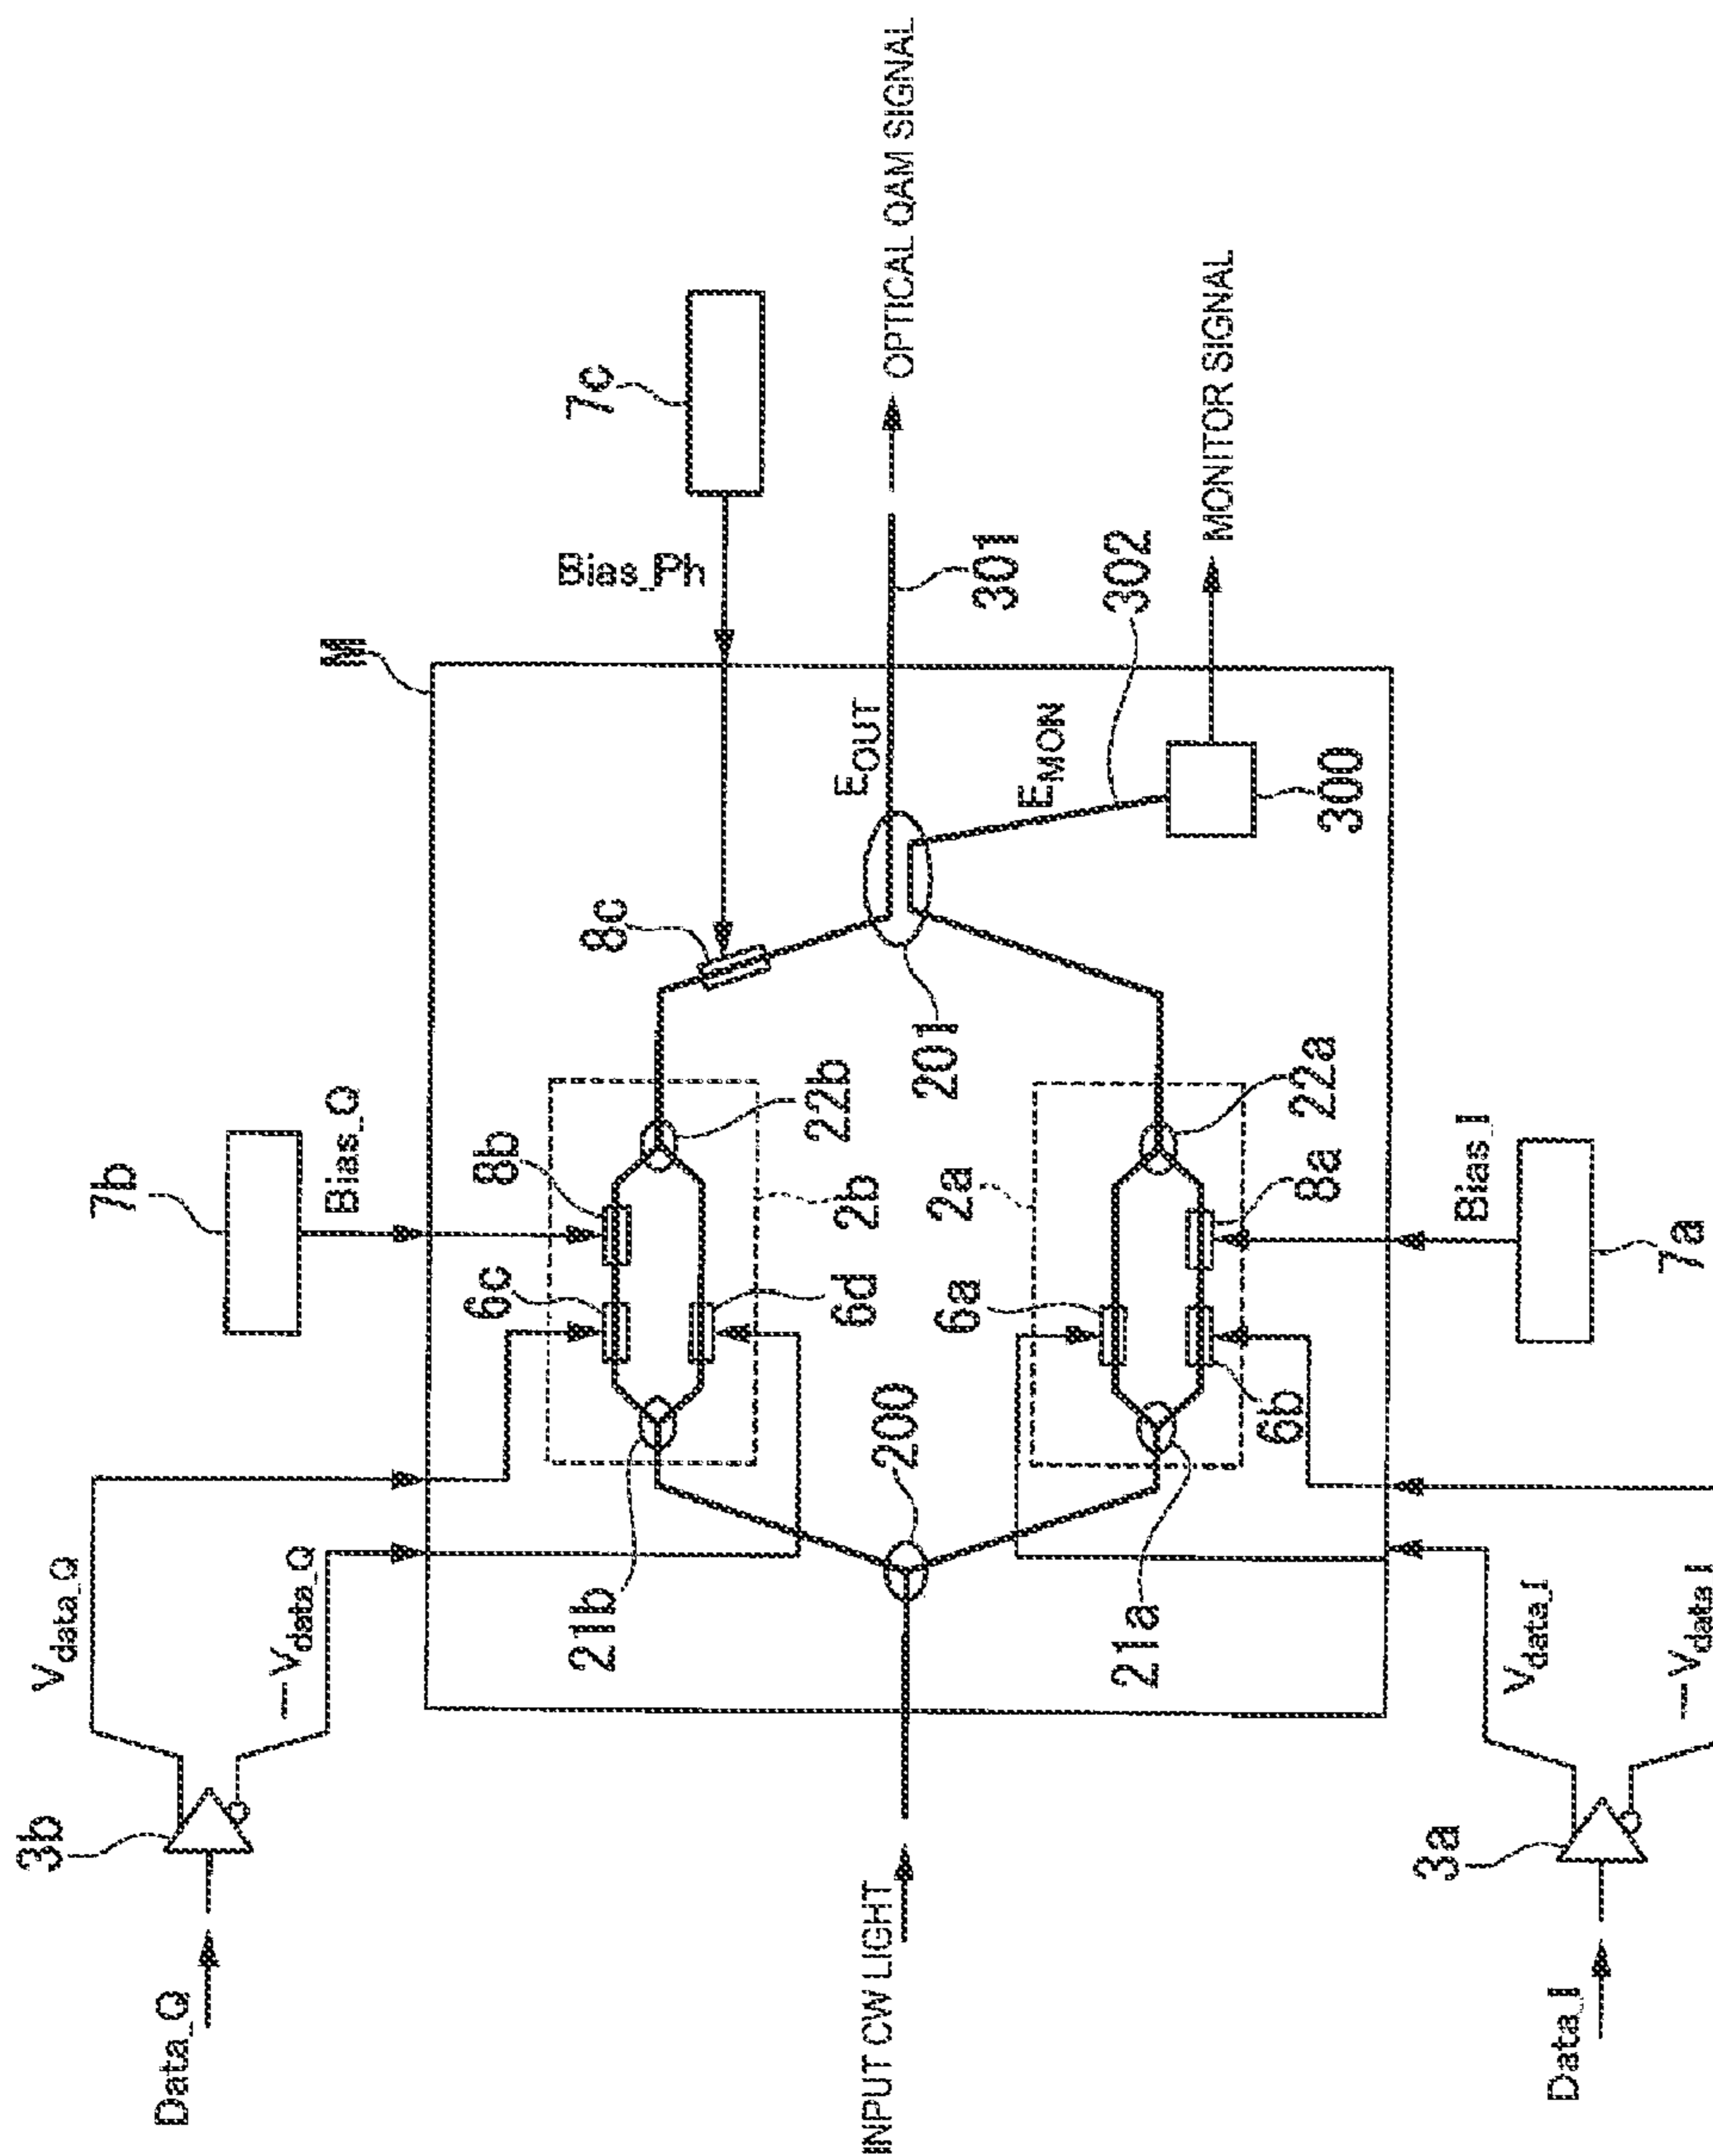 Data_Q
3b
V_data_Q
—V_data_Q
7b
Bias_Q
M
7c
Bias_Ph
6c
8b
8c
21b
6d
2b
22b
INPUT CW LIGHT
200
201
E_OUT
301
OPTICAL QAM SIGNAL
E_MON
302
6a
2a
21a
6b
8a
22a
300
MONITOR SIGNAL
Data_I
3a
V_data_I
—V_data_I
7a
Bias_I